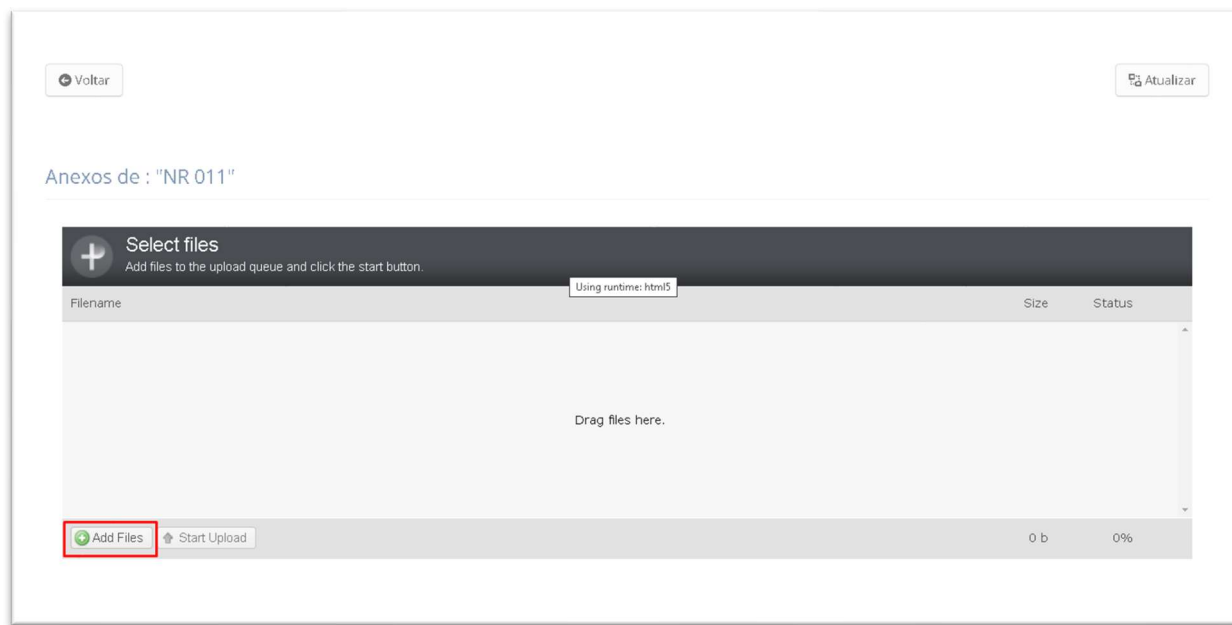 Voltar
Atualizar
Anexos de : "NR 011"
Select files
Add files to the upload queue and click the start button.
Using runtime: html5
Filename Size Status
Drag files here.
Add Files Start Upload 0 b 0%